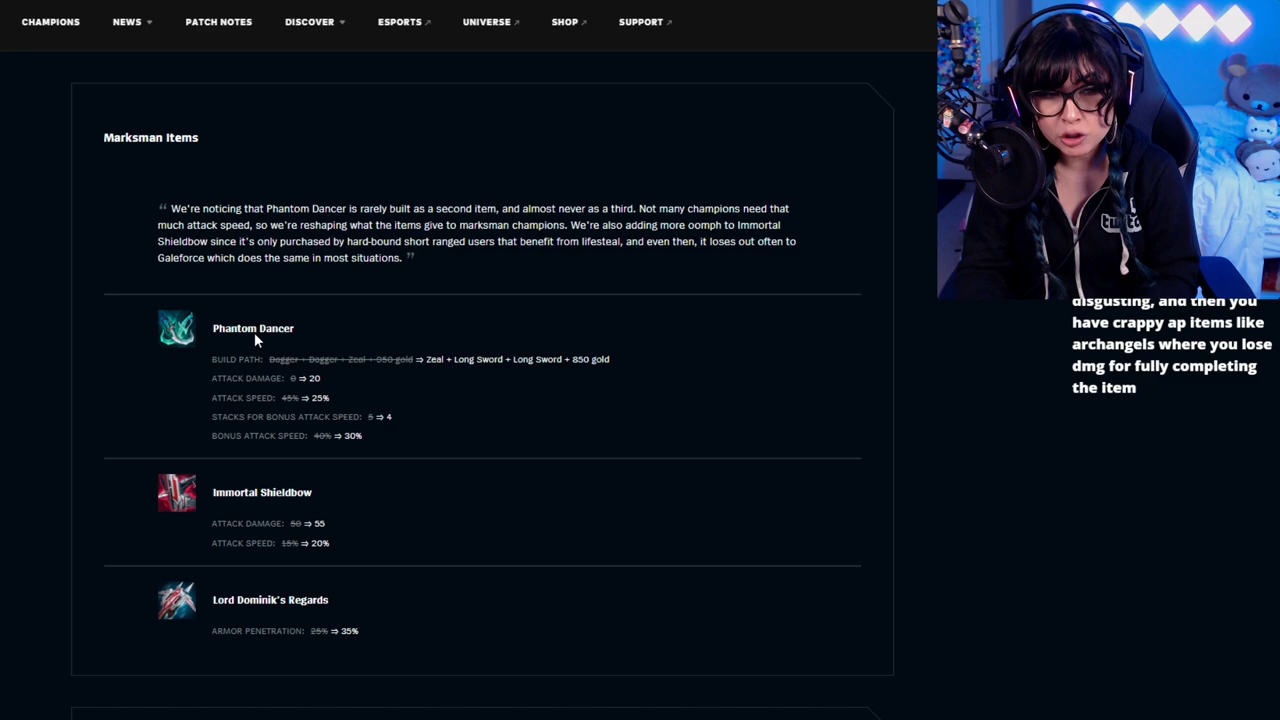 CHAMPIONS NEWS PATCH NOTES DISCOVER ESPORTS UNIVERSE SHOP SUPPORT
Marksman Items
“ We're noticing that Phantom Dancer is rarely built as a second item, and almost never as a third. Not many champions need that
much attack speed, so we're reshaping what the items give to marksman champions. We're also adding more oomph to Immortal
Shieldbow since it's only purchased by hard-bound short ranged users that benefit from lifesteal, and even then, it loses out often to
Galeforce which does the same in most situations. ”
Phantom Dancer
BUILD PATH: Dagger + Dagger + Zeal + 950 gold ⇒ Zeal + Long Sword + Long Sword + 850 gold
ATTACK DAMAGE: 0 ⇒ 20
ATTACK SPEED: 45% ⇒ 25%
STACKS FOR BONUS ATTACK SPEED: 5 ⇒ 4
BONUS ATTACK SPEED: 40% ⇒ 30%
Immortal Shieldbow
ATTACK DAMAGE: 50 ⇒ 55
ATTACK SPEED: 15% ⇒ 20%
Lord Dominik's Regards
ARMOR PENETRATION: 25% ⇒ 35%
disgusting, and then you
have crappy ap items like
archangels where you lose
dmg for fully completing
the item